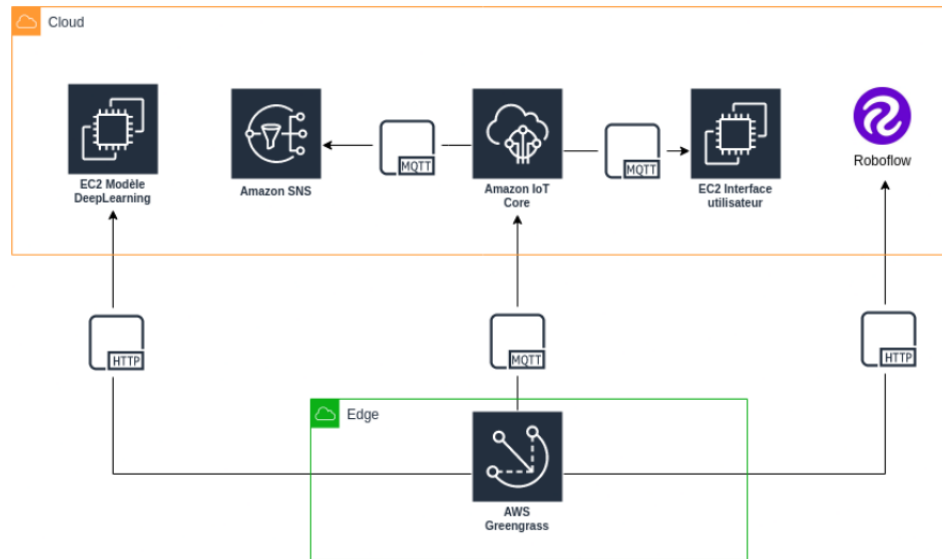 Cloud
EC2 Modèle
DeepLearning
Amazon SNS
MQTT
Amazon IoT
Core
MQTT
EC2 Interface
utilisateur
Roboflow
HTTP
MQTT
HTTP
Edge
AWS
Greengrass